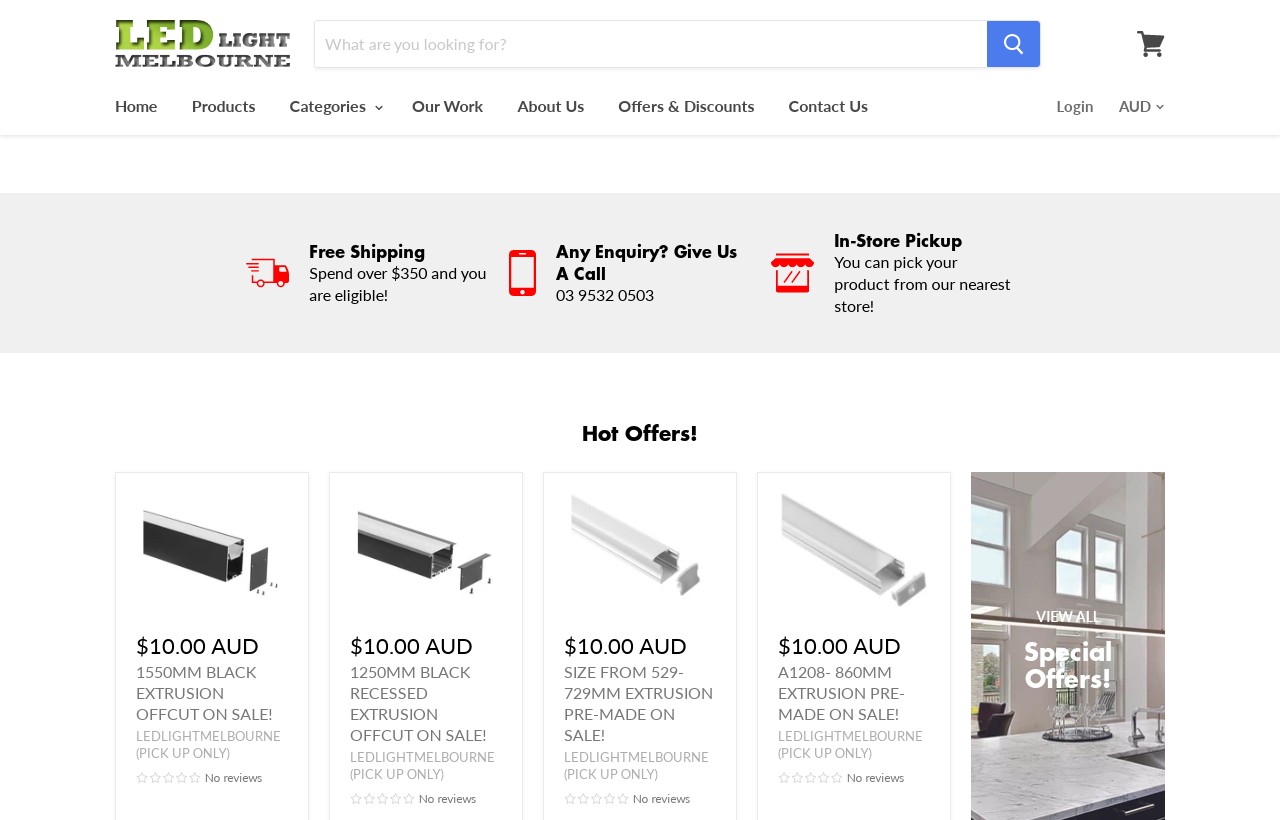 LED LIGHT
MELBOURNE
What are you looking for?
Home Products Categories Our Work About Us Offers & Discounts Contact Us Login AUD
Free Shipping
Spend over $350 and you
are eligible!
Any Enquiry? Give Us
A Call
03 9532 0503
In-Store Pickup
You can pick your
product from our nearest
store!
Hot Offers!
$10.00 AUD
1550MM BLACK
EXTRUSION
OFFCUT ON SALE!
LEDLIGHTMELBOURNE
(PICK UP ONLY)
No reviews
$10.00 AUD
1250MM BLACK
RECESSED
EXTRUSION
OFFCUT ON SALE!
LEDLIGHTMELBOURNE
(PICK UP ONLY)
No reviews
$10.00 AUD
SIZE FROM 529-
729MM EXTRUSION
PRE-MADE ON
SALE!
LEDLIGHTMELBOURNE
(PICK UP ONLY)
No reviews
$10.00 AUD
A1208- 860MM
EXTRUSION PRE-
MADE ON SALE!
LEDLIGHTMELBOURNE
(PICK UP ONLY)
No reviews
VIEW ALL
Special
Offers!